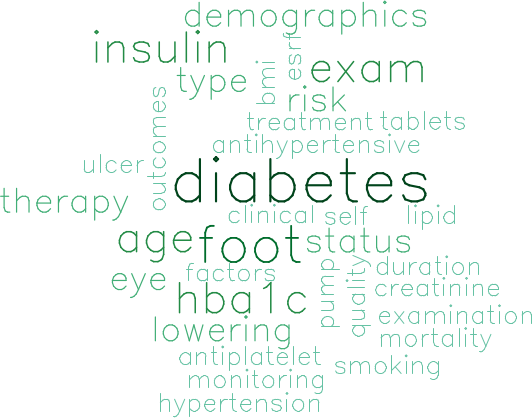 demographics
insulin
esrf
exam
type
bmi
risk
outcomes
treatment
tablets
antihypertensive
ulcer
diabetes
therapy
clinical
self
lipid
age
foot
status
eye
factors
pump
quality
duration
hba1c
creatinine
lowering
examination
mortality
antiplatelet
smoking
monitoring
hypertension